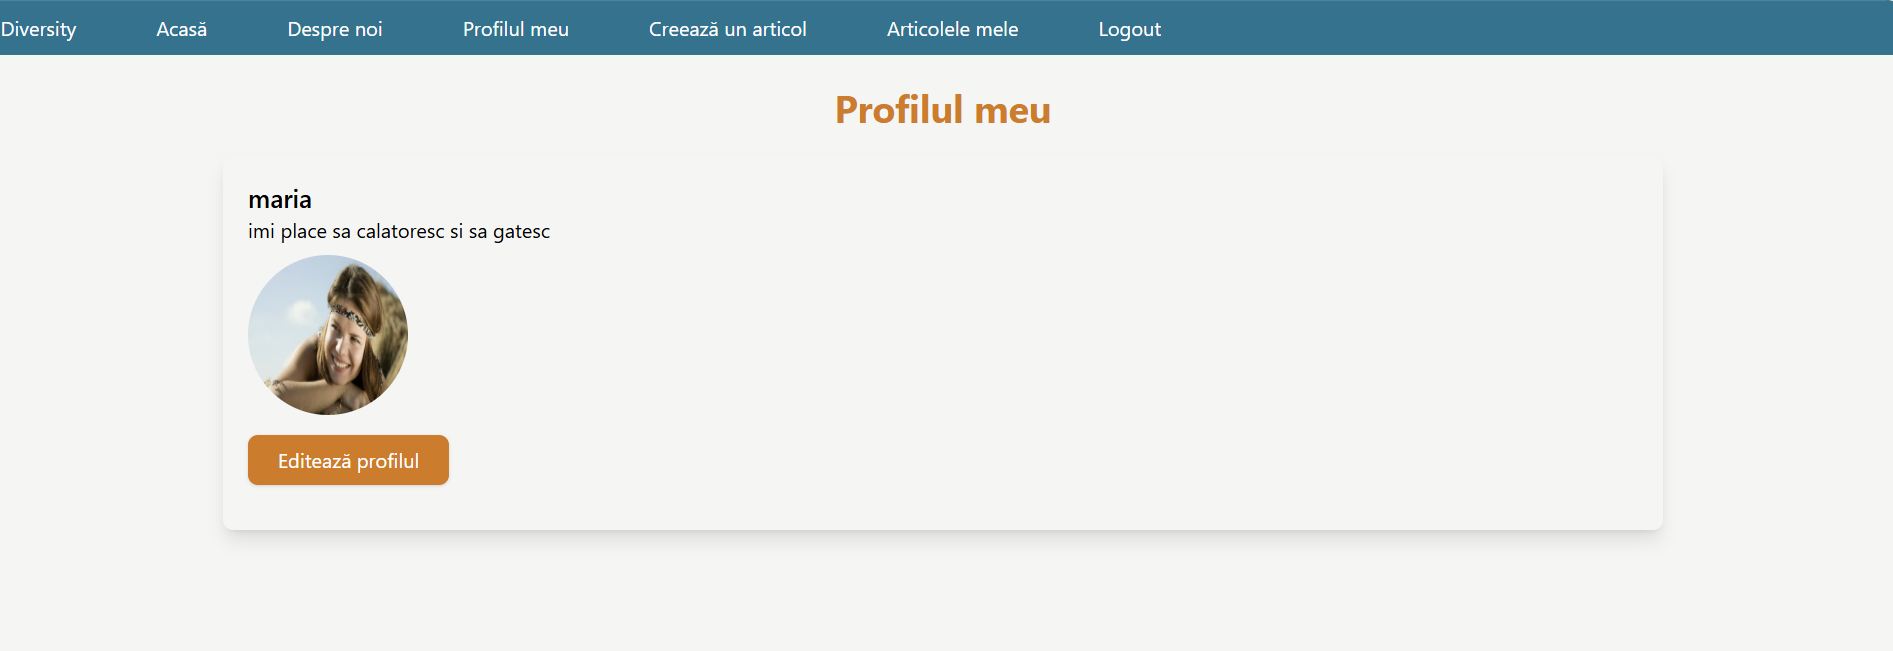 Diversity Acasă Despre noi Profilul meu Creează un articol Articolele mele Logout
Profilul meu
maria
imi place sa calatoresc si sa gatesc
Editează profilul